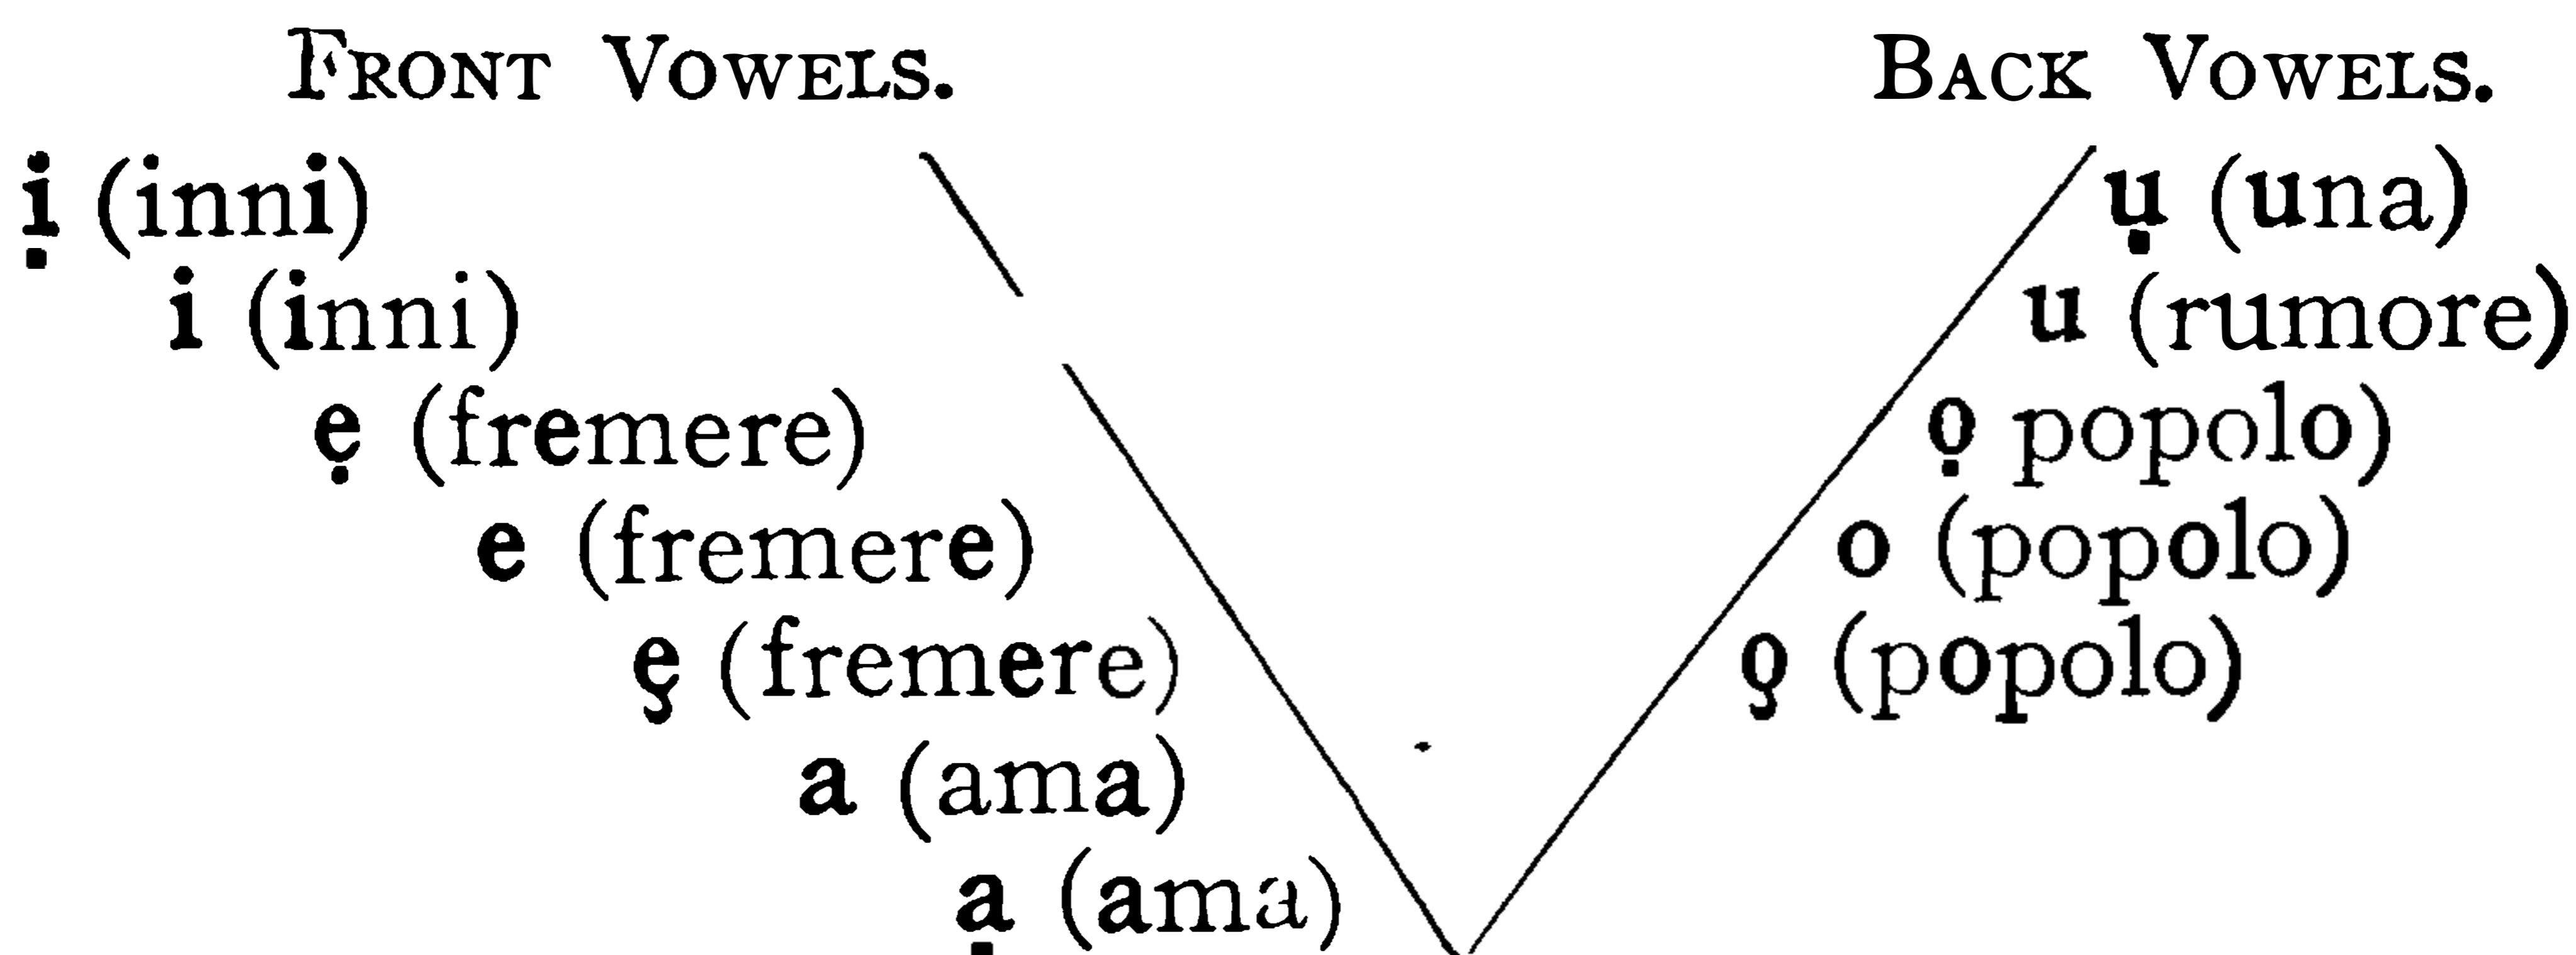 FRONT VOWELS. BACK VOWELS.
ị (inni) ụ (una)
i (inni) u (rumore)
ẹ (fremere) ọ popolo)
e (fremere) o (popolo)
ȩ (fremere) o̧ (popolo)
a (ama)
ạ (ama)